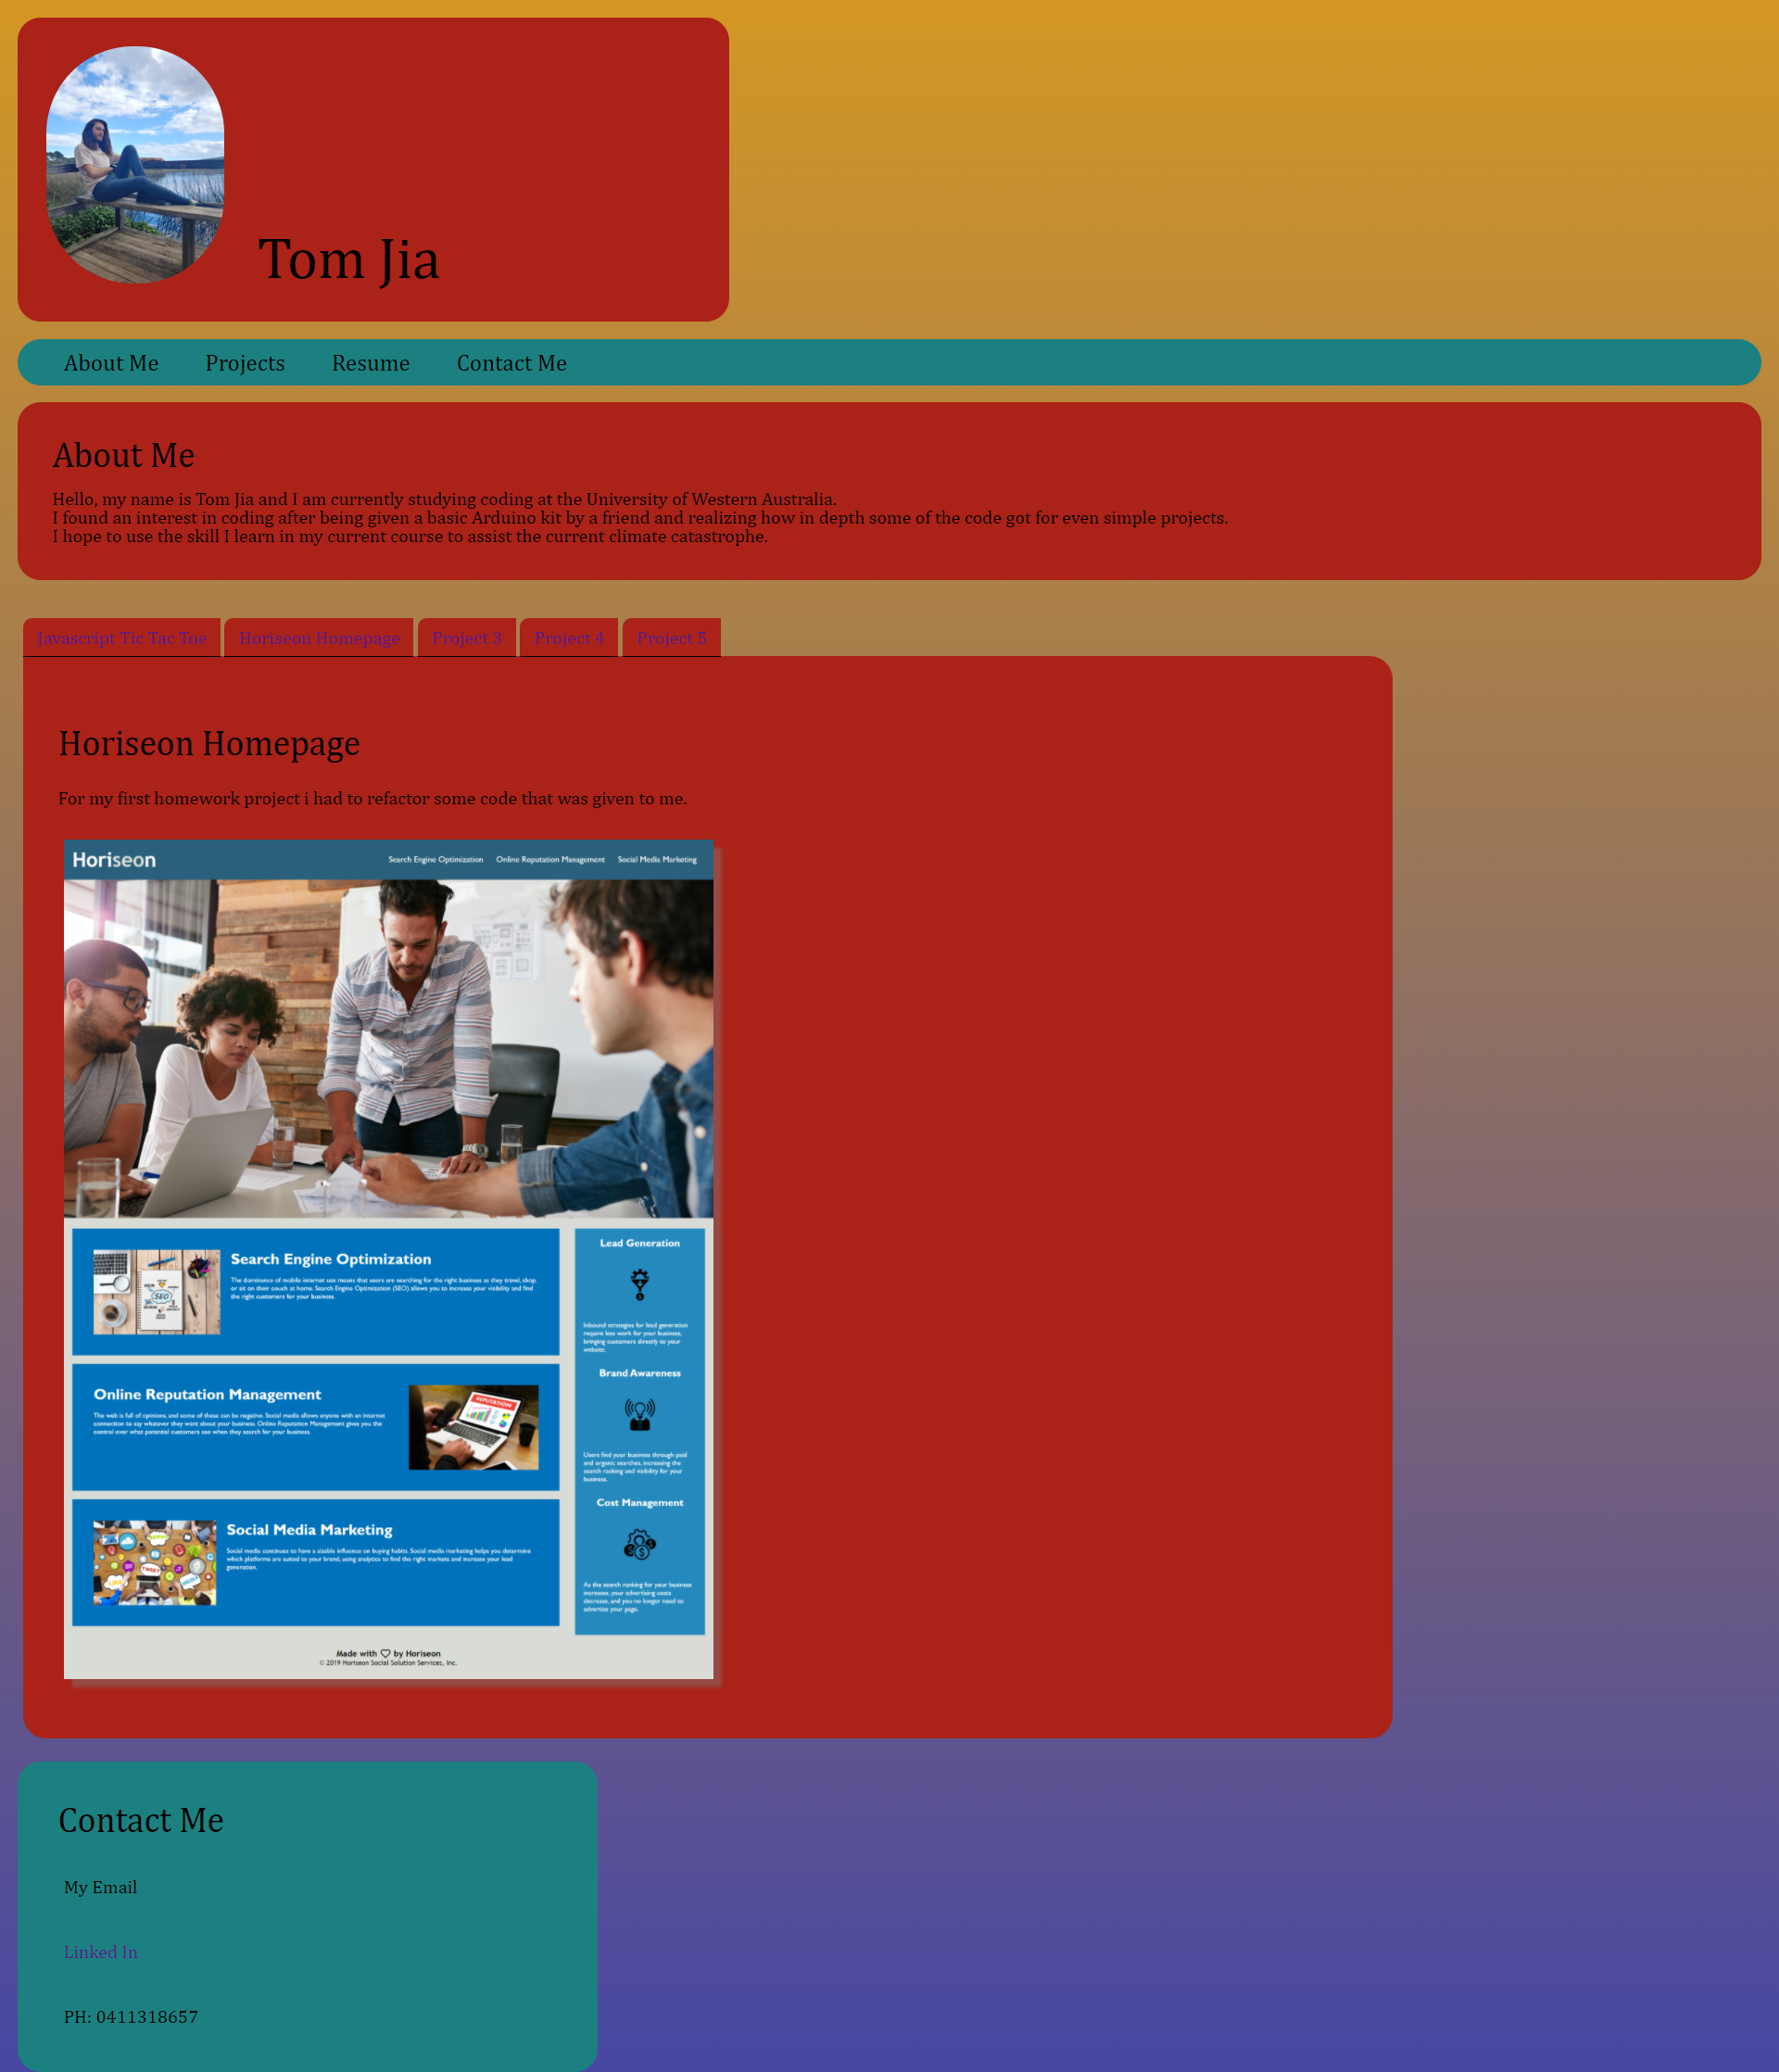 Tom Jia
About Me Projects Resume Contact Me
About Me
Hello, my name is Tom Jia and I am currently studying coding at the University of Western Australia.
I found an interest in coding after being given a basic Arduino kit by a friend and realizing how in depth some of the code got for even simple projects.
I hope to use the skill I learn in my current course to assist the current climate catastrophe.
Javascript Tic Tac Toe Horiseon Homepage Project 3 Project 4 Project 5
Horiseon Homepage
For my first homework project i had to refactor some code that was given to me.
Horiseon Search Engine Optimization Online Reputation Management Social Media Marketing
Search Engine Optimization
The dominance of mobile internet use means that users are searching for the right business as they travel, shop,
or sit on their couch at home. Search Engine Optimization (SEO) allows you to increase your visibility and find
the right customers for your business.
SEO
Online Reputation Management
The web is full of opinions, and some of these can be negative. Social media allows anyone with an internet
connection to say whatever they want about your business. Online Reputation Management gives you the
control over what potential customers see when they search for your business.
REPUTATION
Social Media Marketing
Social media continues to have a sizable influence on buying habits. Social media marketing helps you determine
which platforms are suited to your brand, using analytics to find the right markets and increase your lead
generation.
TWEET
Lead Generation
Inbound strategies for lead generation
require less work for your business,
bringing customers directly to your
website.
Brand Awareness
Users find your business through paid
and organic searches, increasing the
search ranking and visibility for your
business.
Cost Management
As the search ranking for your business
increases, your advertising costs
decrease, and you no longer need to
advertise your page.
Made with ♡ by Horiseon
© 2019 Horiseon Social Solution Services, Inc.
Contact Me
My Email
Linked In
PH: 0411318657